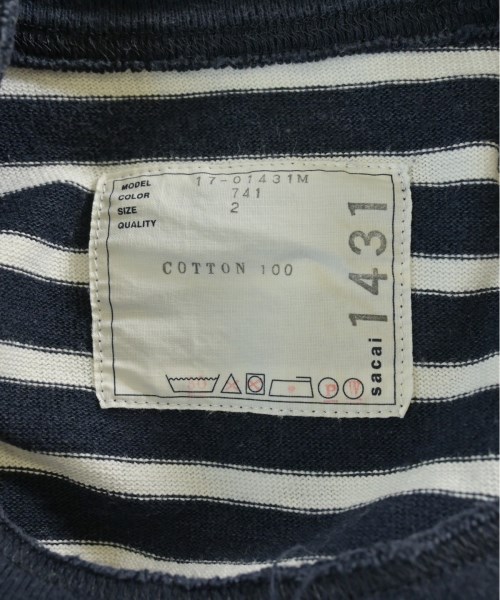 MODEL 17-01431M
COLOR 741
SIZE 2
QUALITY
COTTON 100
sacai 1431
P